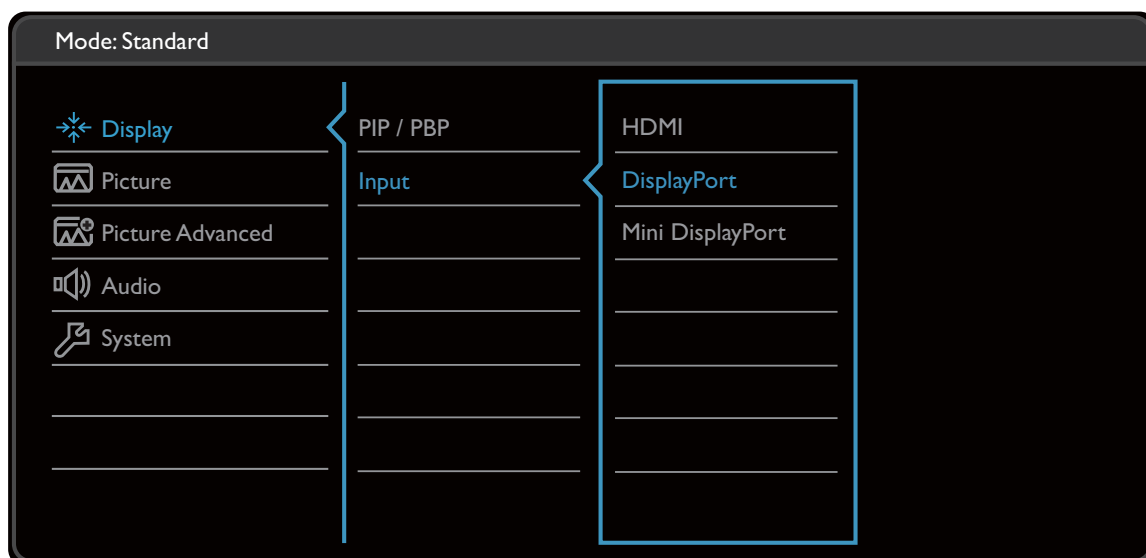 Mode: Standard
Display
Picture
Picture Advanced
Audio
System
PIP / PBP
Input
HDMI
DisplayPort
Mini DisplayPort